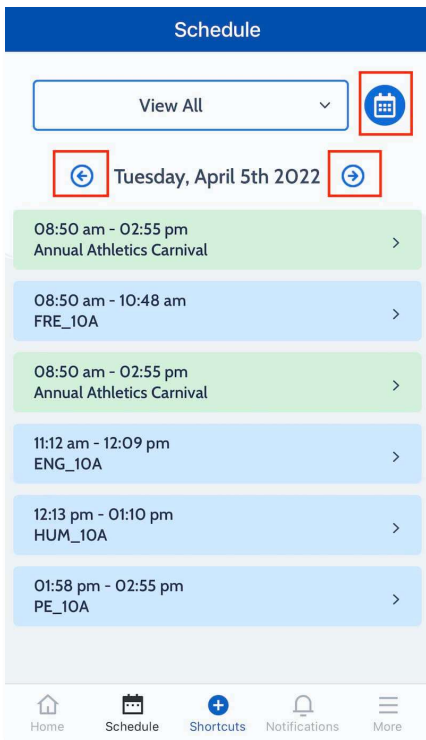 Schedule
View All
Tuesday, April 5th 2022
08:50 am - 02:55 pm
Annual Athletics Carnival
08:50 am - 10:48 am
FRE_10A
08:50 am - 02:55 pm
Annual Athletics Carnival
11:12 am - 12:09 pm
ENG_10A
12:13 pm - 01:10 pm
HUM_10A
01:58 pm - 02:55 pm
PE_10A
Home Schedule Shortcuts Notifications More